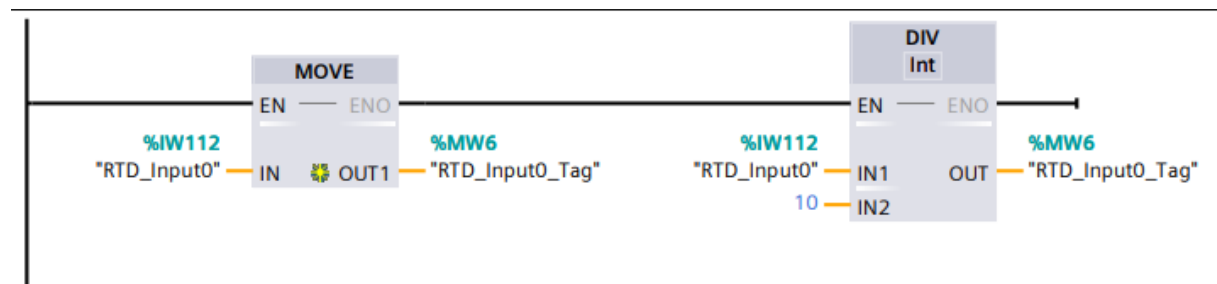 MOVE
EN ENO
%IW112
"RTD_Input0"
IN OUT1
%MW6
"RTD_Input0_Tag"
DIV
Int
EN ENO
%IW112
"RTD_Input0"
IN1 OUT
%MW6
"RTD_Input0_Tag"
10 IN2